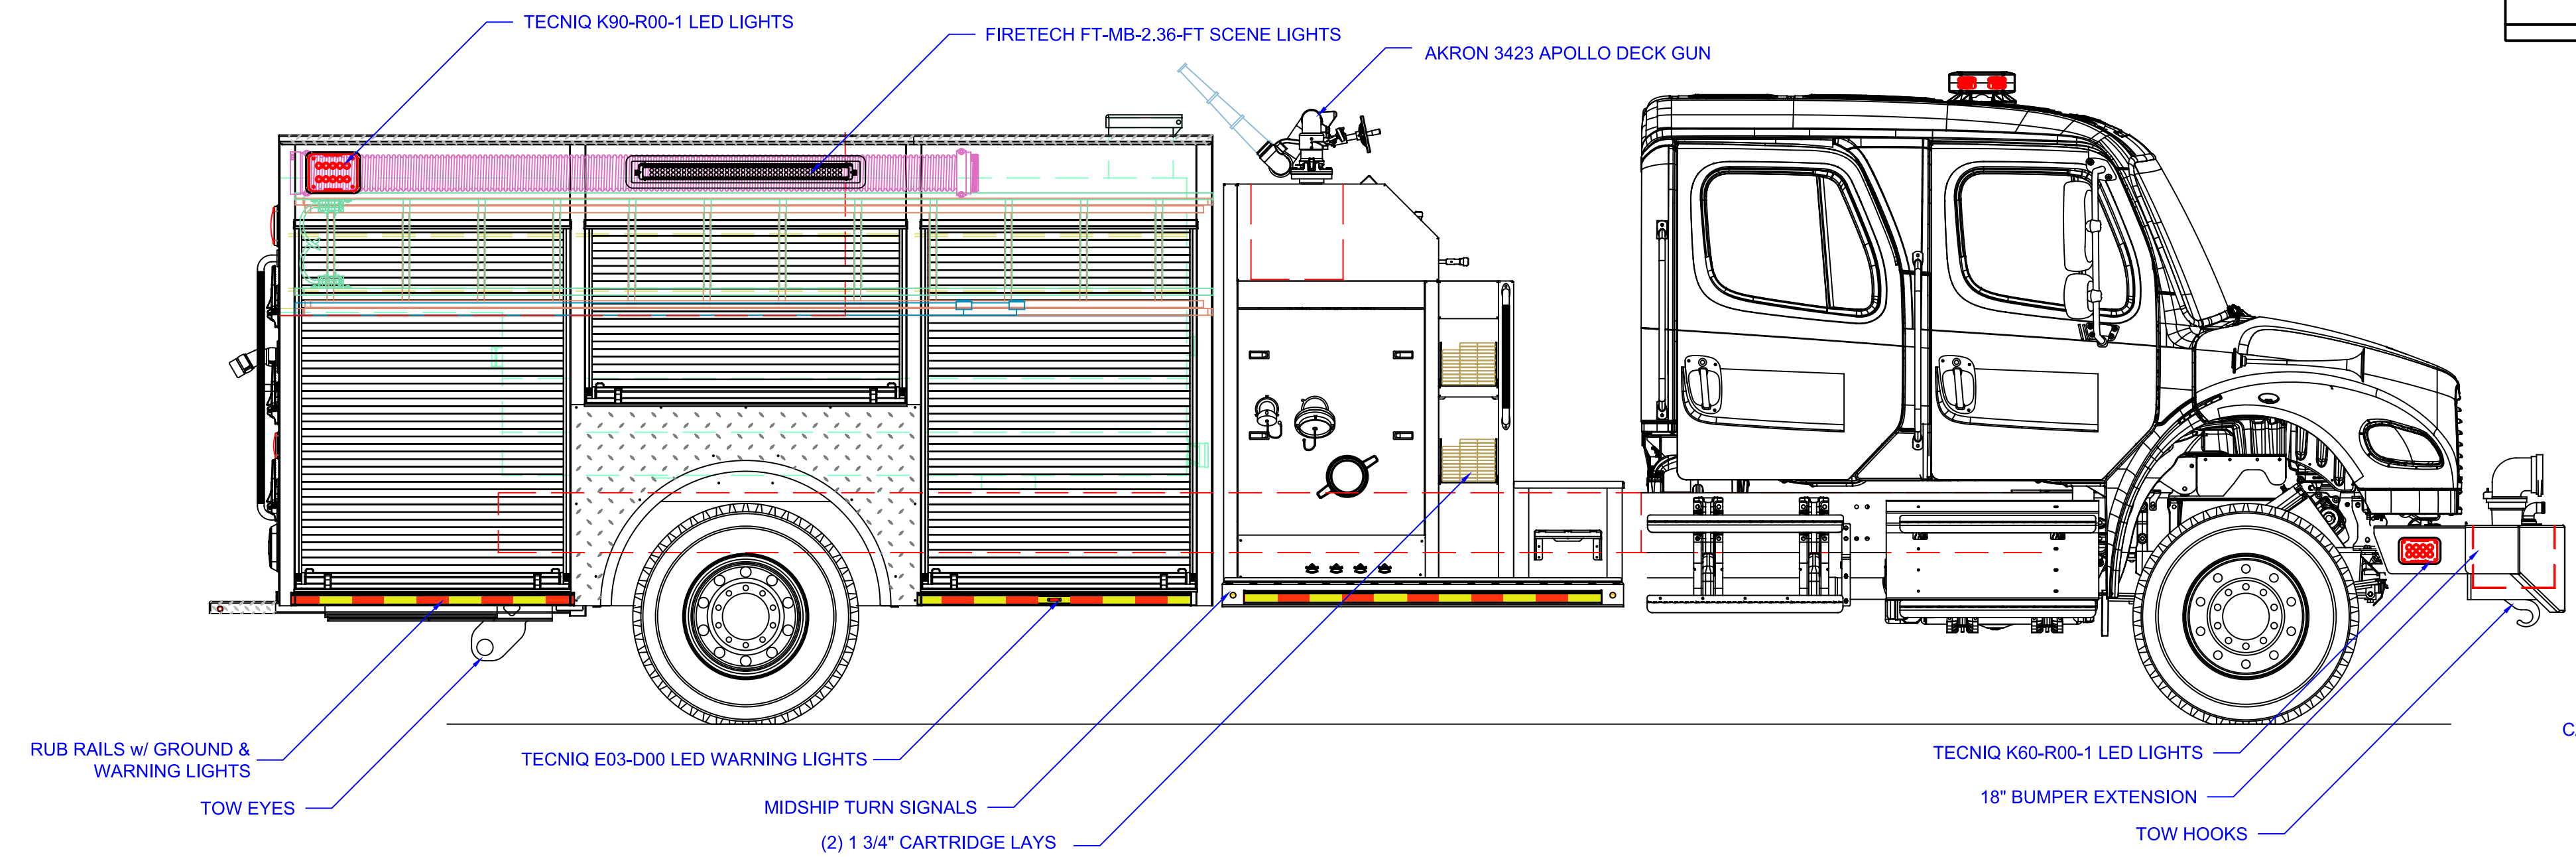 TECNIQ K90-R00-1 LED LIGHTS
FIRETECH FT-MB-2.36-FT SCENE LIGHTS
AKRON 3423 APOLLO DECK GUN
RUB RAILS w/ GROUND &
WARNING LIGHTS
TOW EYES
TECNIQ E03-D00 LED WARNING LIGHTS
MIDSHIP TURN SIGNALS
(2) 1 3/4" CARTRIDGE LAYS
TECNIQ K60-R00-1 LED LIGHTS
18" BUMPER EXTENSION
TOW HOOKS